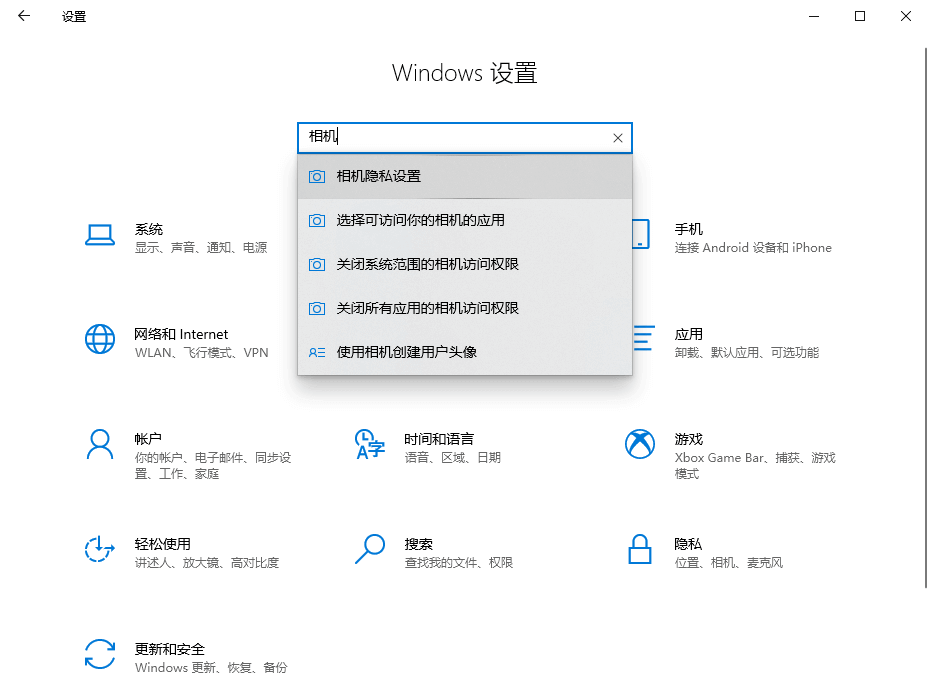 设置
Windows 设置
相机
相机隐私设置
选择可访问你的相机的应用
关闭系统范围的相机访问权限
关闭所有应用的相机访问权限
使用相机创建用户头像
系统
显示、声音、通知、电源
手机
连接 Android 设备和 iPhone
网络和 Internet
WLAN、飞行模式、VPN
应用
卸载、默认应用、可选功能
帐户
你的帐户、电子邮件、同步设
置、工作、家庭
时间和语言
语音、区域、日期
游戏
Xbox Game Bar、捕获、游戏
模式
轻松使用
讲述人、放大镜、高对比度
搜索
查找我的文件、权限
隐私
位置、相机、麦克风
更新和安全
Windows 更新、恢复、备份